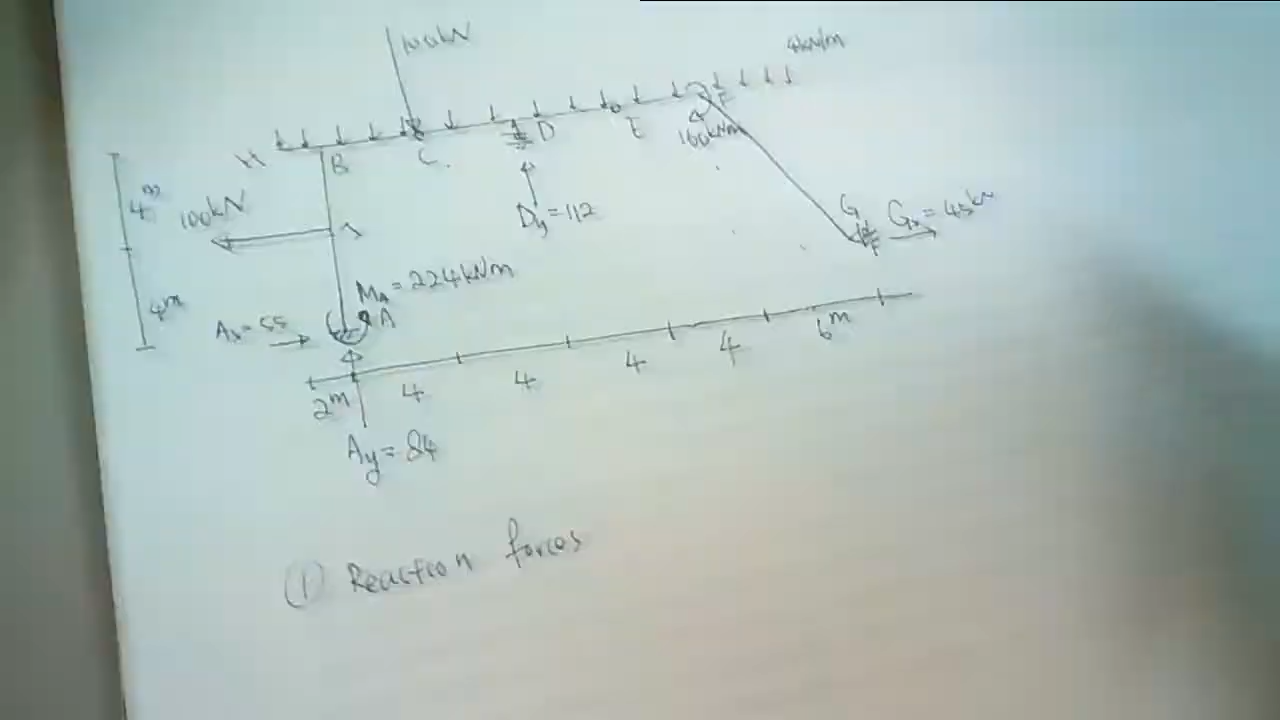 100kN
4kN/m
H
B
C
D
E
F
160kNm
4m
100kN
Dy=112
G Gx=45kN
4m
MA=224kNm
Ax=55
A
2m 4 4 4 4 6m
Ay=84
(1) Reaction forces